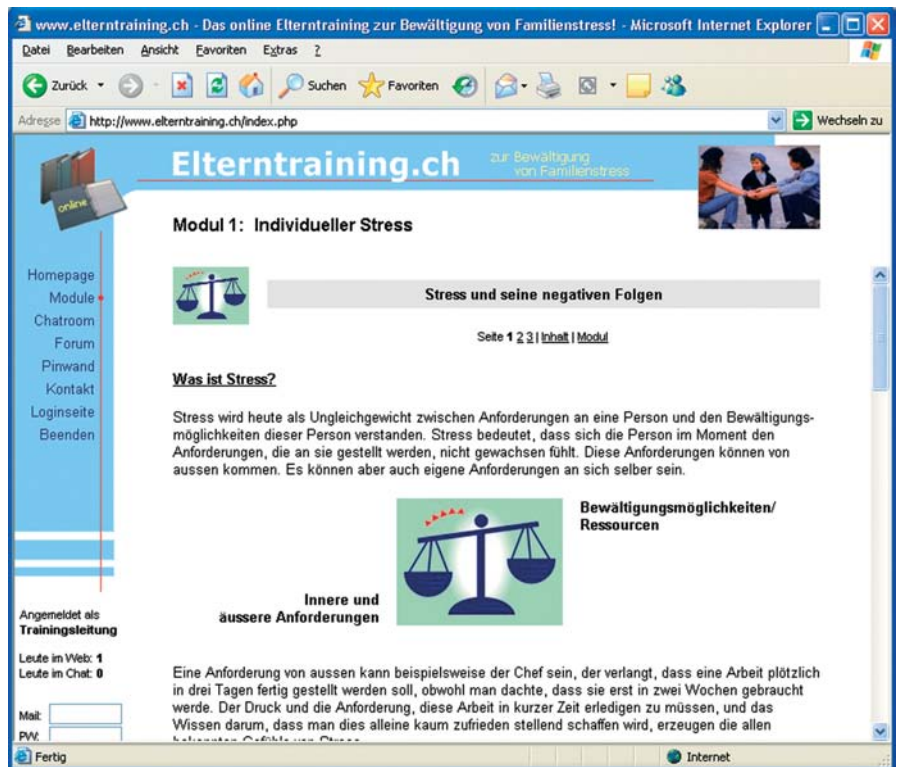 www.elterntraining.ch - Das online Elterntraining zur Bewältigung von Familienstress! - Microsoft Internet Explorer
Datei Bearbeiten Ansicht Favoriten Extras ?
Zurück Suchen Favoriten
Adresse http://www.elterntraining.ch/index.php Wechseln zu
online
Elterntraining.ch
zur Bewältigung
von Familienstress
Modul 1: Individueller Stress
Homepage
Module
Chatroom
Forum
Pinwand
Kontakt
Loginseite
Beenden
Stress und seine negativen Folgen
Seite 1 2 3 | Inhalt | Modul
Was ist Stress?
Stress wird heute als Ungleichgewicht zwischen Anforderungen an eine Person und den Bewältigungs-
möglichkeiten dieser Person verstanden. Stress bedeutet, dass sich die Person im Moment den
Anforderungen, die an sie gestellt werden, nicht gewachsen fühlt. Diese Anforderungen können von
aussen kommen. Es können aber auch eigene Anforderungen an sich selber sein.
Bewältigungsmöglichkeiten/
Ressourcen
Innere und
äussere Anforderungen
Angemeldet als
Trainingsleitung
Leute im Web: 1
Leute im Chat: 0
Mail:
PW:
Eine Anforderung von aussen kann beispielsweise der Chef sein, der verlangt, dass eine Arbeit plötzlich
in drei Tagen fertig gestellt werden soll, obwohl man dachte, dass sie erst in zwei Wochen gebraucht
werde. Der Druck und die Anforderung, diese Arbeit in kurzer Zeit erledigen zu müssen, und das
Wissen darum, dass man dies alleine kaum zufrieden stellend schaffen wird, erzeugen die allen
bekannten Gefühle von Stress.
Fertig
Internet